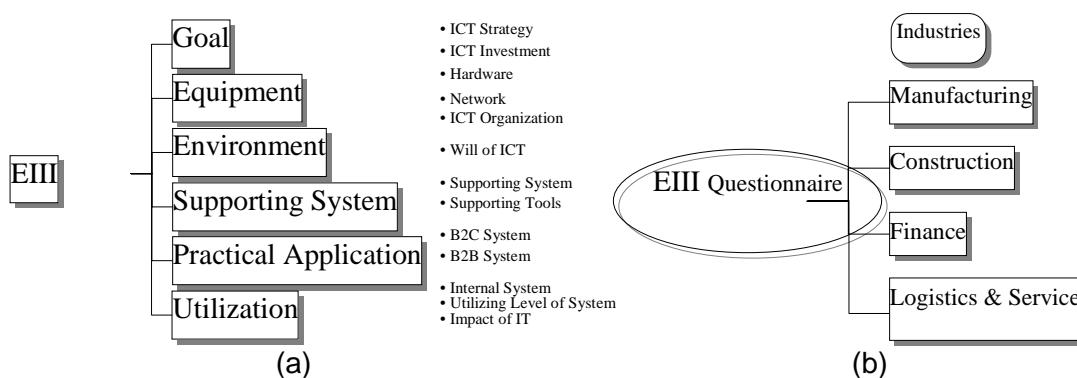 EIII
Goal
Equipment
Environment
Supporting System
Practical Application
Utilization
• ICT Strategy
• ICT Investment
• Hardware
• Network
• ICT Organization
• Will of ICT
• Supporting System
• Supporting Tools
• B2C System
• B2B System
• Internal System
• Utilizing Level of System
• Impact of IT
(a)
EIII Questionnaire
Industries
Manufacturing
Construction
Finance
Logistics & Service
(b)